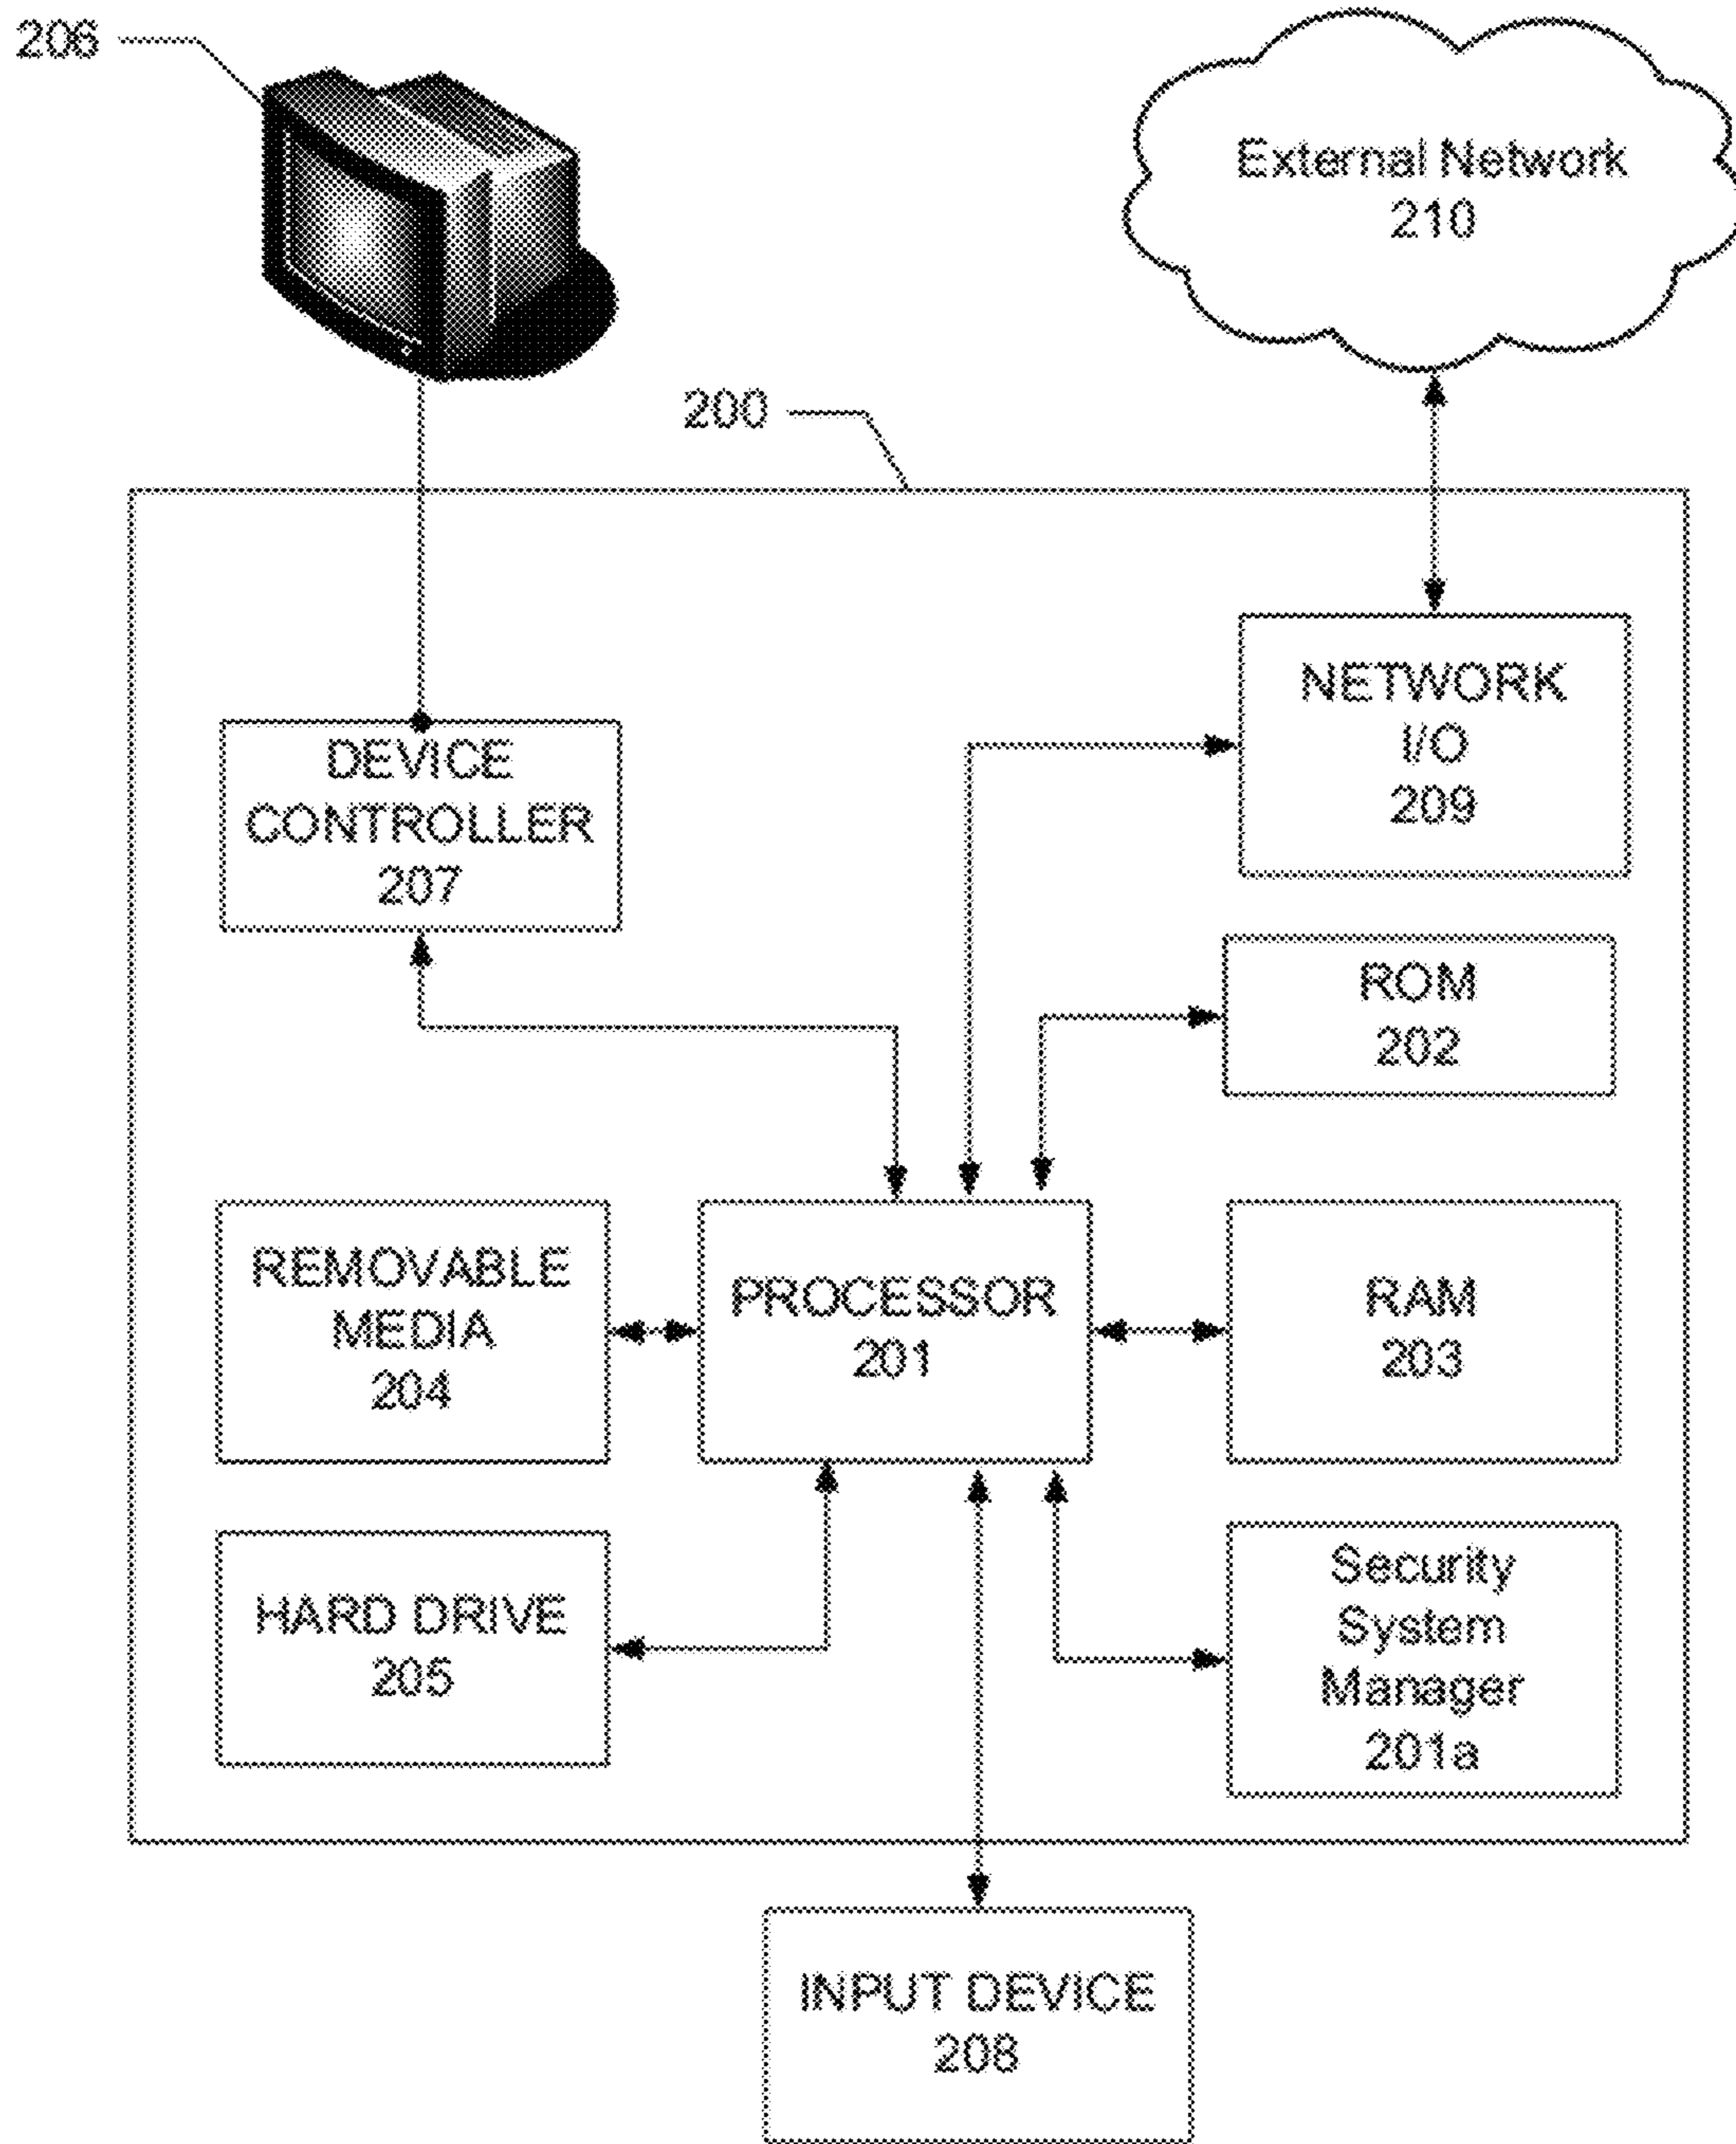 206
External Network
210
200
NETWORK
I/O
209
DEVICE
CONTROLLER
207
ROM
202
REMOVABLE
MEDIA
204
PROCESSOR
201
RAM
203
HARD DRIVE
205
Security
System
Manager
201a
INPUT DEVICE
208